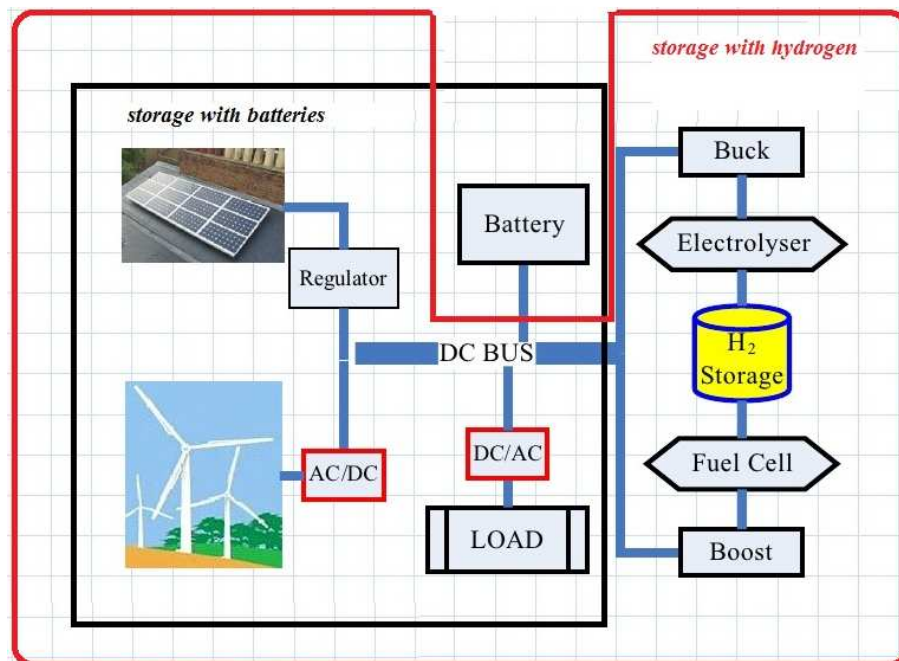 storage with hydrogen
storage with batteries
Buck
Battery
Electrolyser
Regulator
H₂
Storage
DC BUS
DC/AC
Fuel Cell
AC/DC
LOAD
Boost